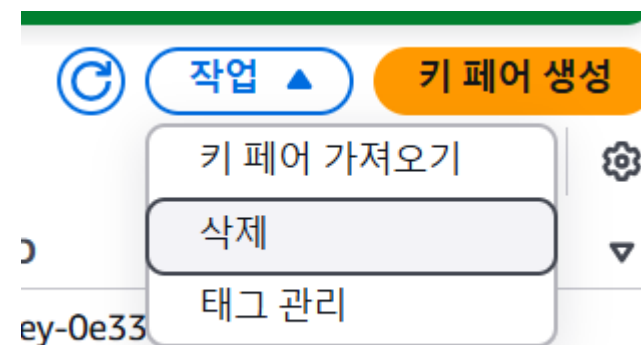 작업
키 페어 생성
키 페어 가져오기
삭제
태그 관리
ey-0e33